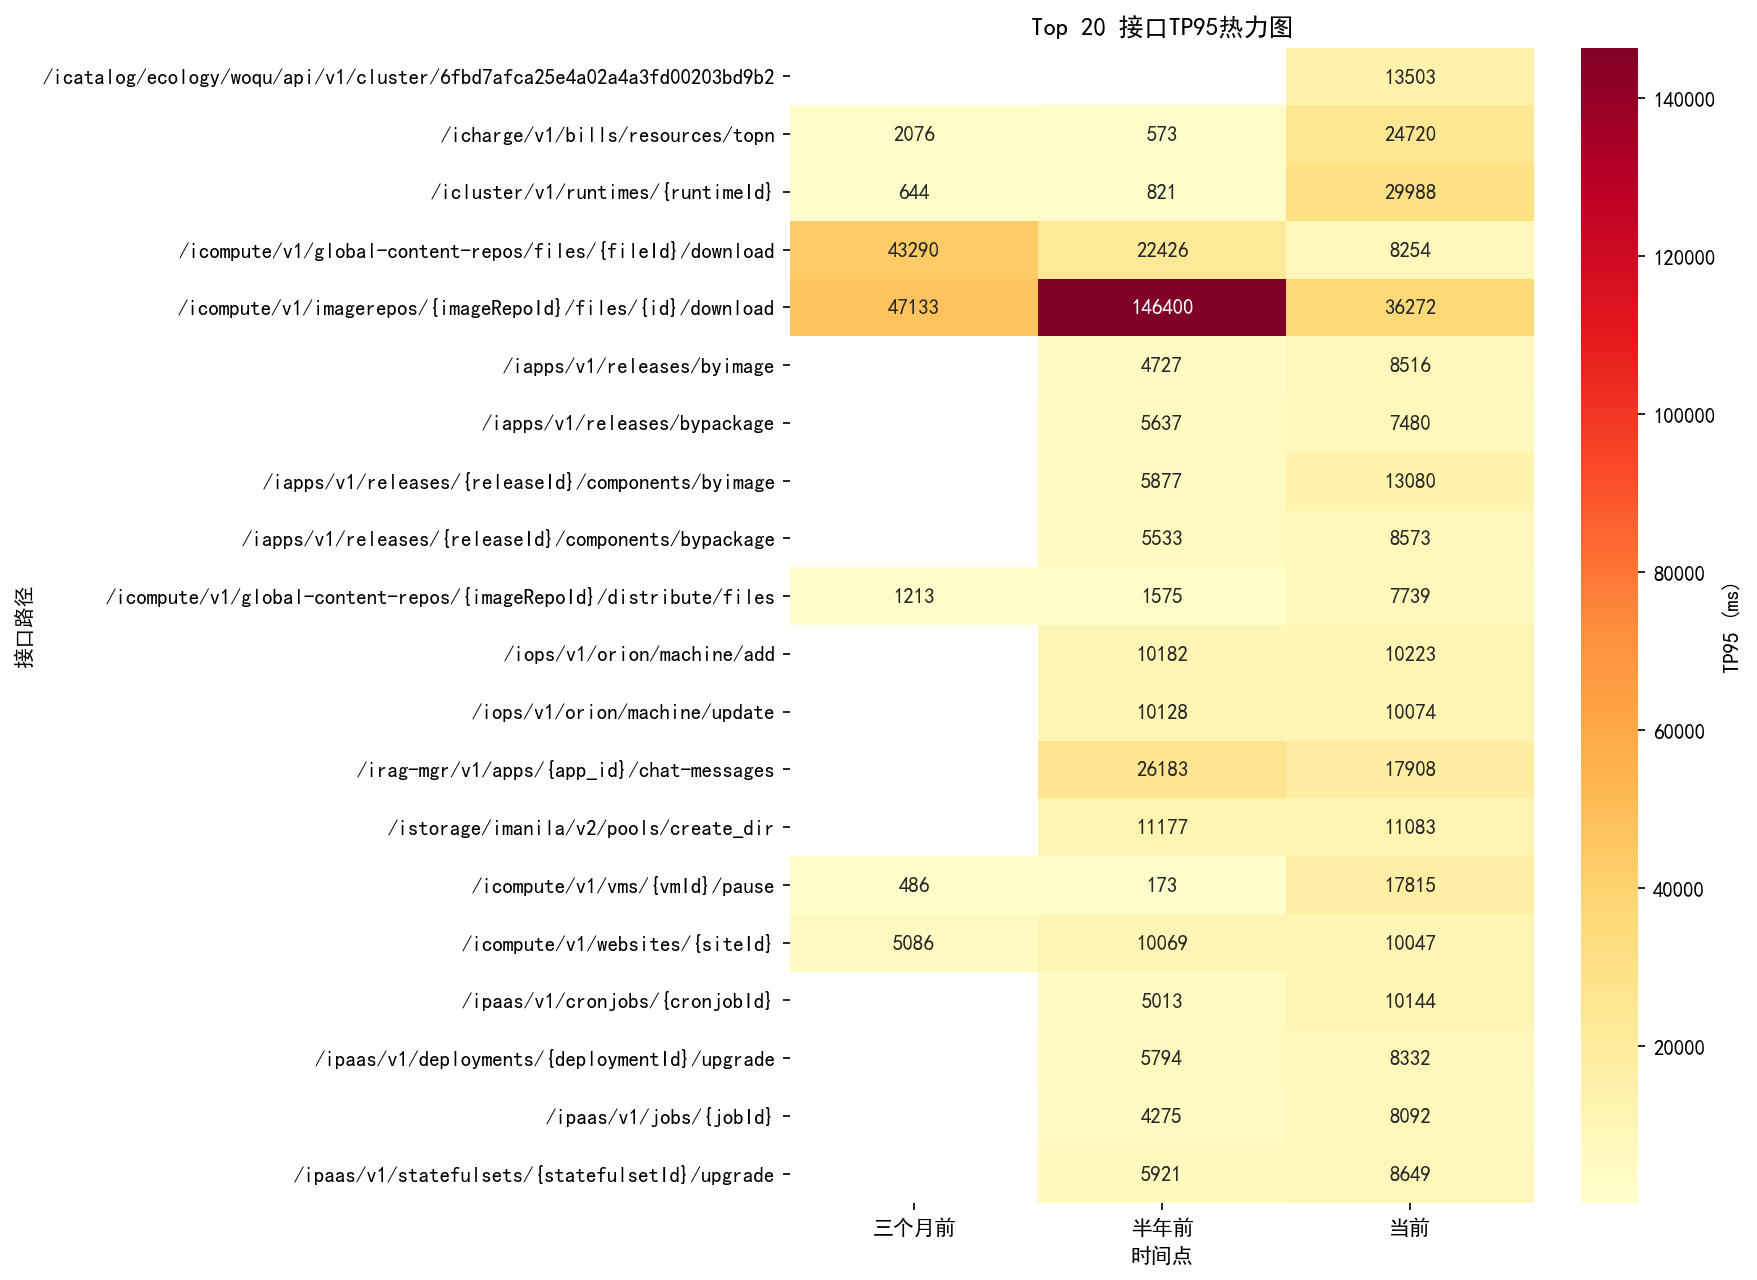 Top 20 接口TP95热力图
/icatalog/ecology/woqu/api/v1/cluster/6fbd7afca25e4a02a4a3fd00203bd9b2 13503
/icharge/v1/bills/resources/topn 2076 573 24720
/icluster/v1/runtimes/{runtimeId} 644 821 29988
/icompute/v1/global-content-repos/files/{fileId}/download 43290 22426 8254
/icompute/v1/imagerepos/{imageRepoId}/files/{id}/download 47133 146400 36272
/iapps/v1/releases/byimage 4727 8516
/iapps/v1/releases/bypackage 5637 7480
/iapps/v1/releases/{releaseId}/components/byimage 5877 13080
/iapps/v1/releases/{releaseId}/components/bypackage 5533 8573
/icompute/v1/global-content-repos/{imageRepoId}/distribute/files 1213 1575 7739
/iops/v1/orion/machine/add 10182 10223
/iops/v1/orion/machine/update 10128 10074
/irag-mgr/v1/apps/{app_id}/chat-messages 26183 17908
/istorage/imanila/v2/pools/create_dir 11177 11083
/icompute/v1/vms/{vmId}/pause 486 173 17815
/icompute/v1/websites/{siteId} 5086 10069 10047
/ipaas/v1/cronjobs/{cronjobId} 5013 10144
/ipaas/v1/deployments/{deploymentId}/upgrade 5794 8332
/ipaas/v1/jobs/{jobId} 4275 8092
/ipaas/v1/statefulsets/{statefulsetId}/upgrade 5921 8649
三个月前 半年前 当前
时间点
接口路径
140000
120000
100000
80000
60000
40000
20000
TP95 (ms)